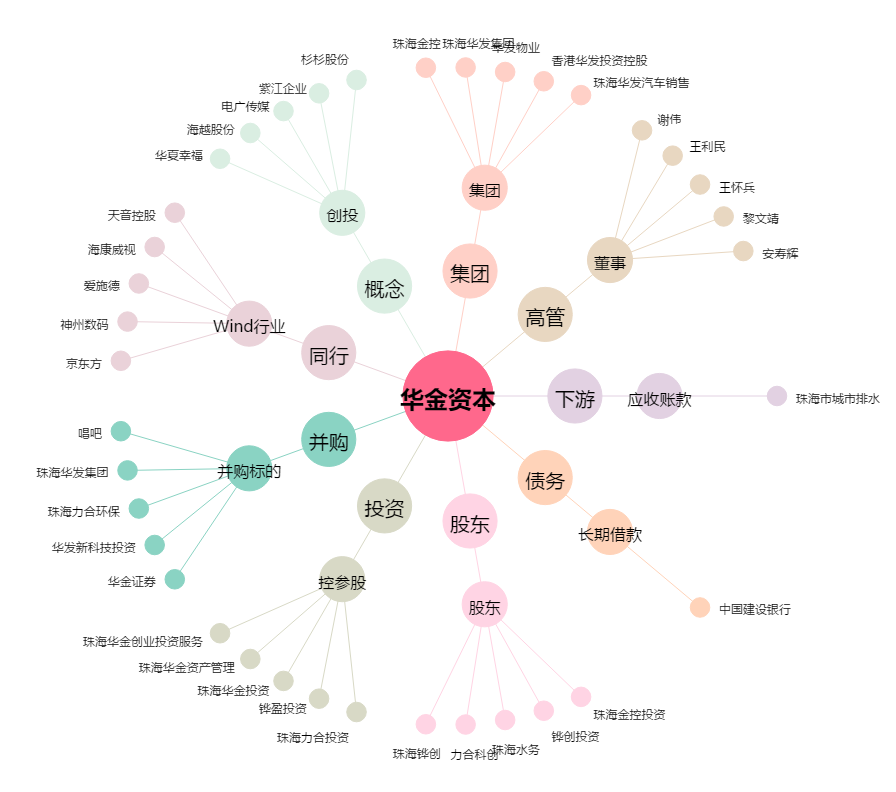 华金资本
集团
集团
珠海金控
珠海华发集团
华发物业
香港华发投资控股
珠海华发汽车销售
高管
董事
谢伟
王利民
王怀兵
黎文靖
安寿辉
下游
应收账款
珠海市城市排水
债务
长期借款
中国建设银行
股东
股东
珠海金控投资
铧创投资
珠海水务
力合科创
珠海铧创
投资
控参股
珠海力合投资
铧盈投资
珠海华金投资
珠海华金资产管理
珠海华金创业投资服务
并购
并购标的
华金证券
华发新科技投资
珠海力合环保
珠海华发集团
唱吧
同行
Wind行业
京东方
神州数码
爱施德
海康威视
天音控股
概念
创投
华夏幸福
海越股份
电广传媒
紫江企业
杉杉股份